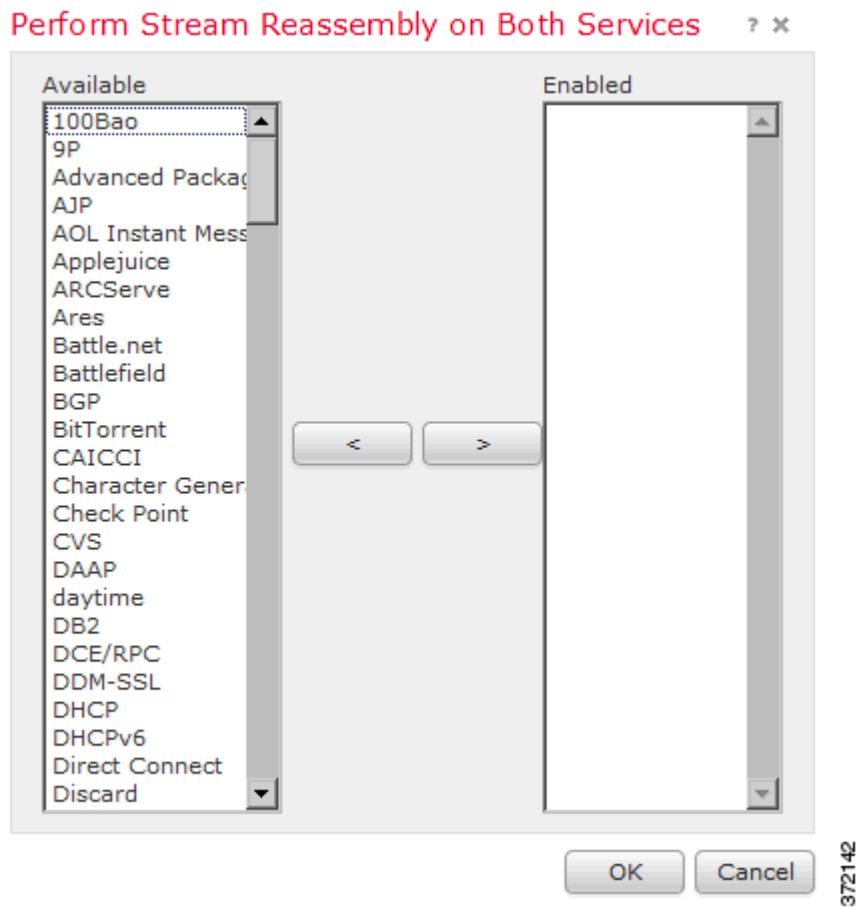 Perform Stream Reassembly on Both Services ?
Available
Enabled
100Bao
9P
Advanced Packag
AJP
AOL Instant Mess
Applejuice
ARCServe
Ares
Battle.net
Battlefield
BGP
BitTorrent
CAICCI
Character Gener
Check Point
CVS
DAAP
daytime
DB2
DCE/RPC
DDM-SSL
DHCP
DHCPv6
Direct Connect
Discard
< >
OK Cancel
372142